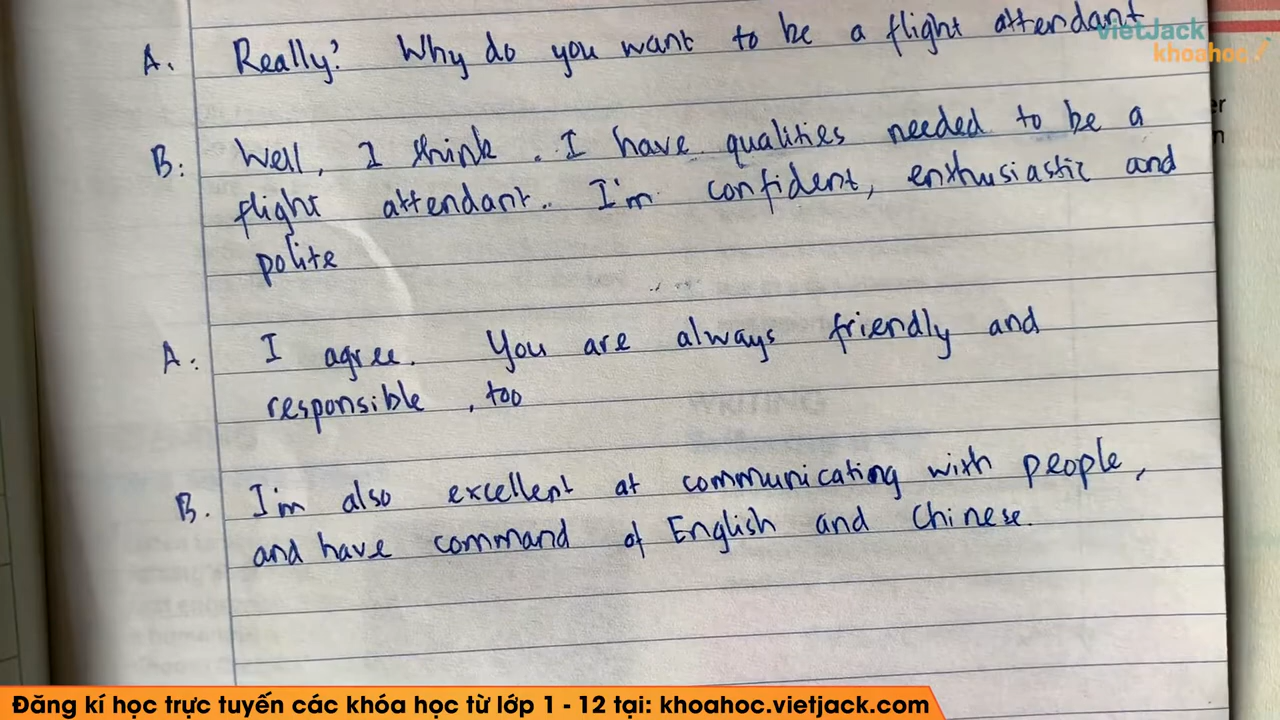 A. Really? Why do you want to be a flight attendant
VietJack
khoahoc
B: Well, I think. I have qualities needed to be a
flight attendant. I'm confident, enthusiastic and
polite
A: I agree. You are always friendly and
responsible, too
B. I'm also excellent at communicating with people,
and have command of English and Chinese.
Đăng kí học trực tuyến các khóa học từ lớp 1 - 12 tại: khoahoc.vietjack.com